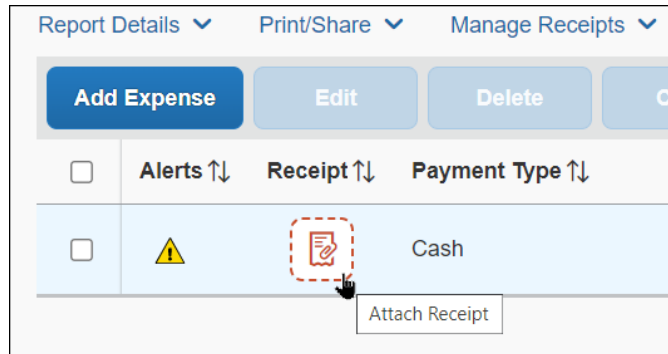 Report Details Print/Share Manage Receipts
Add Expense Edit Delete
Alerts Receipt Payment Type
Cash
Attach Receipt